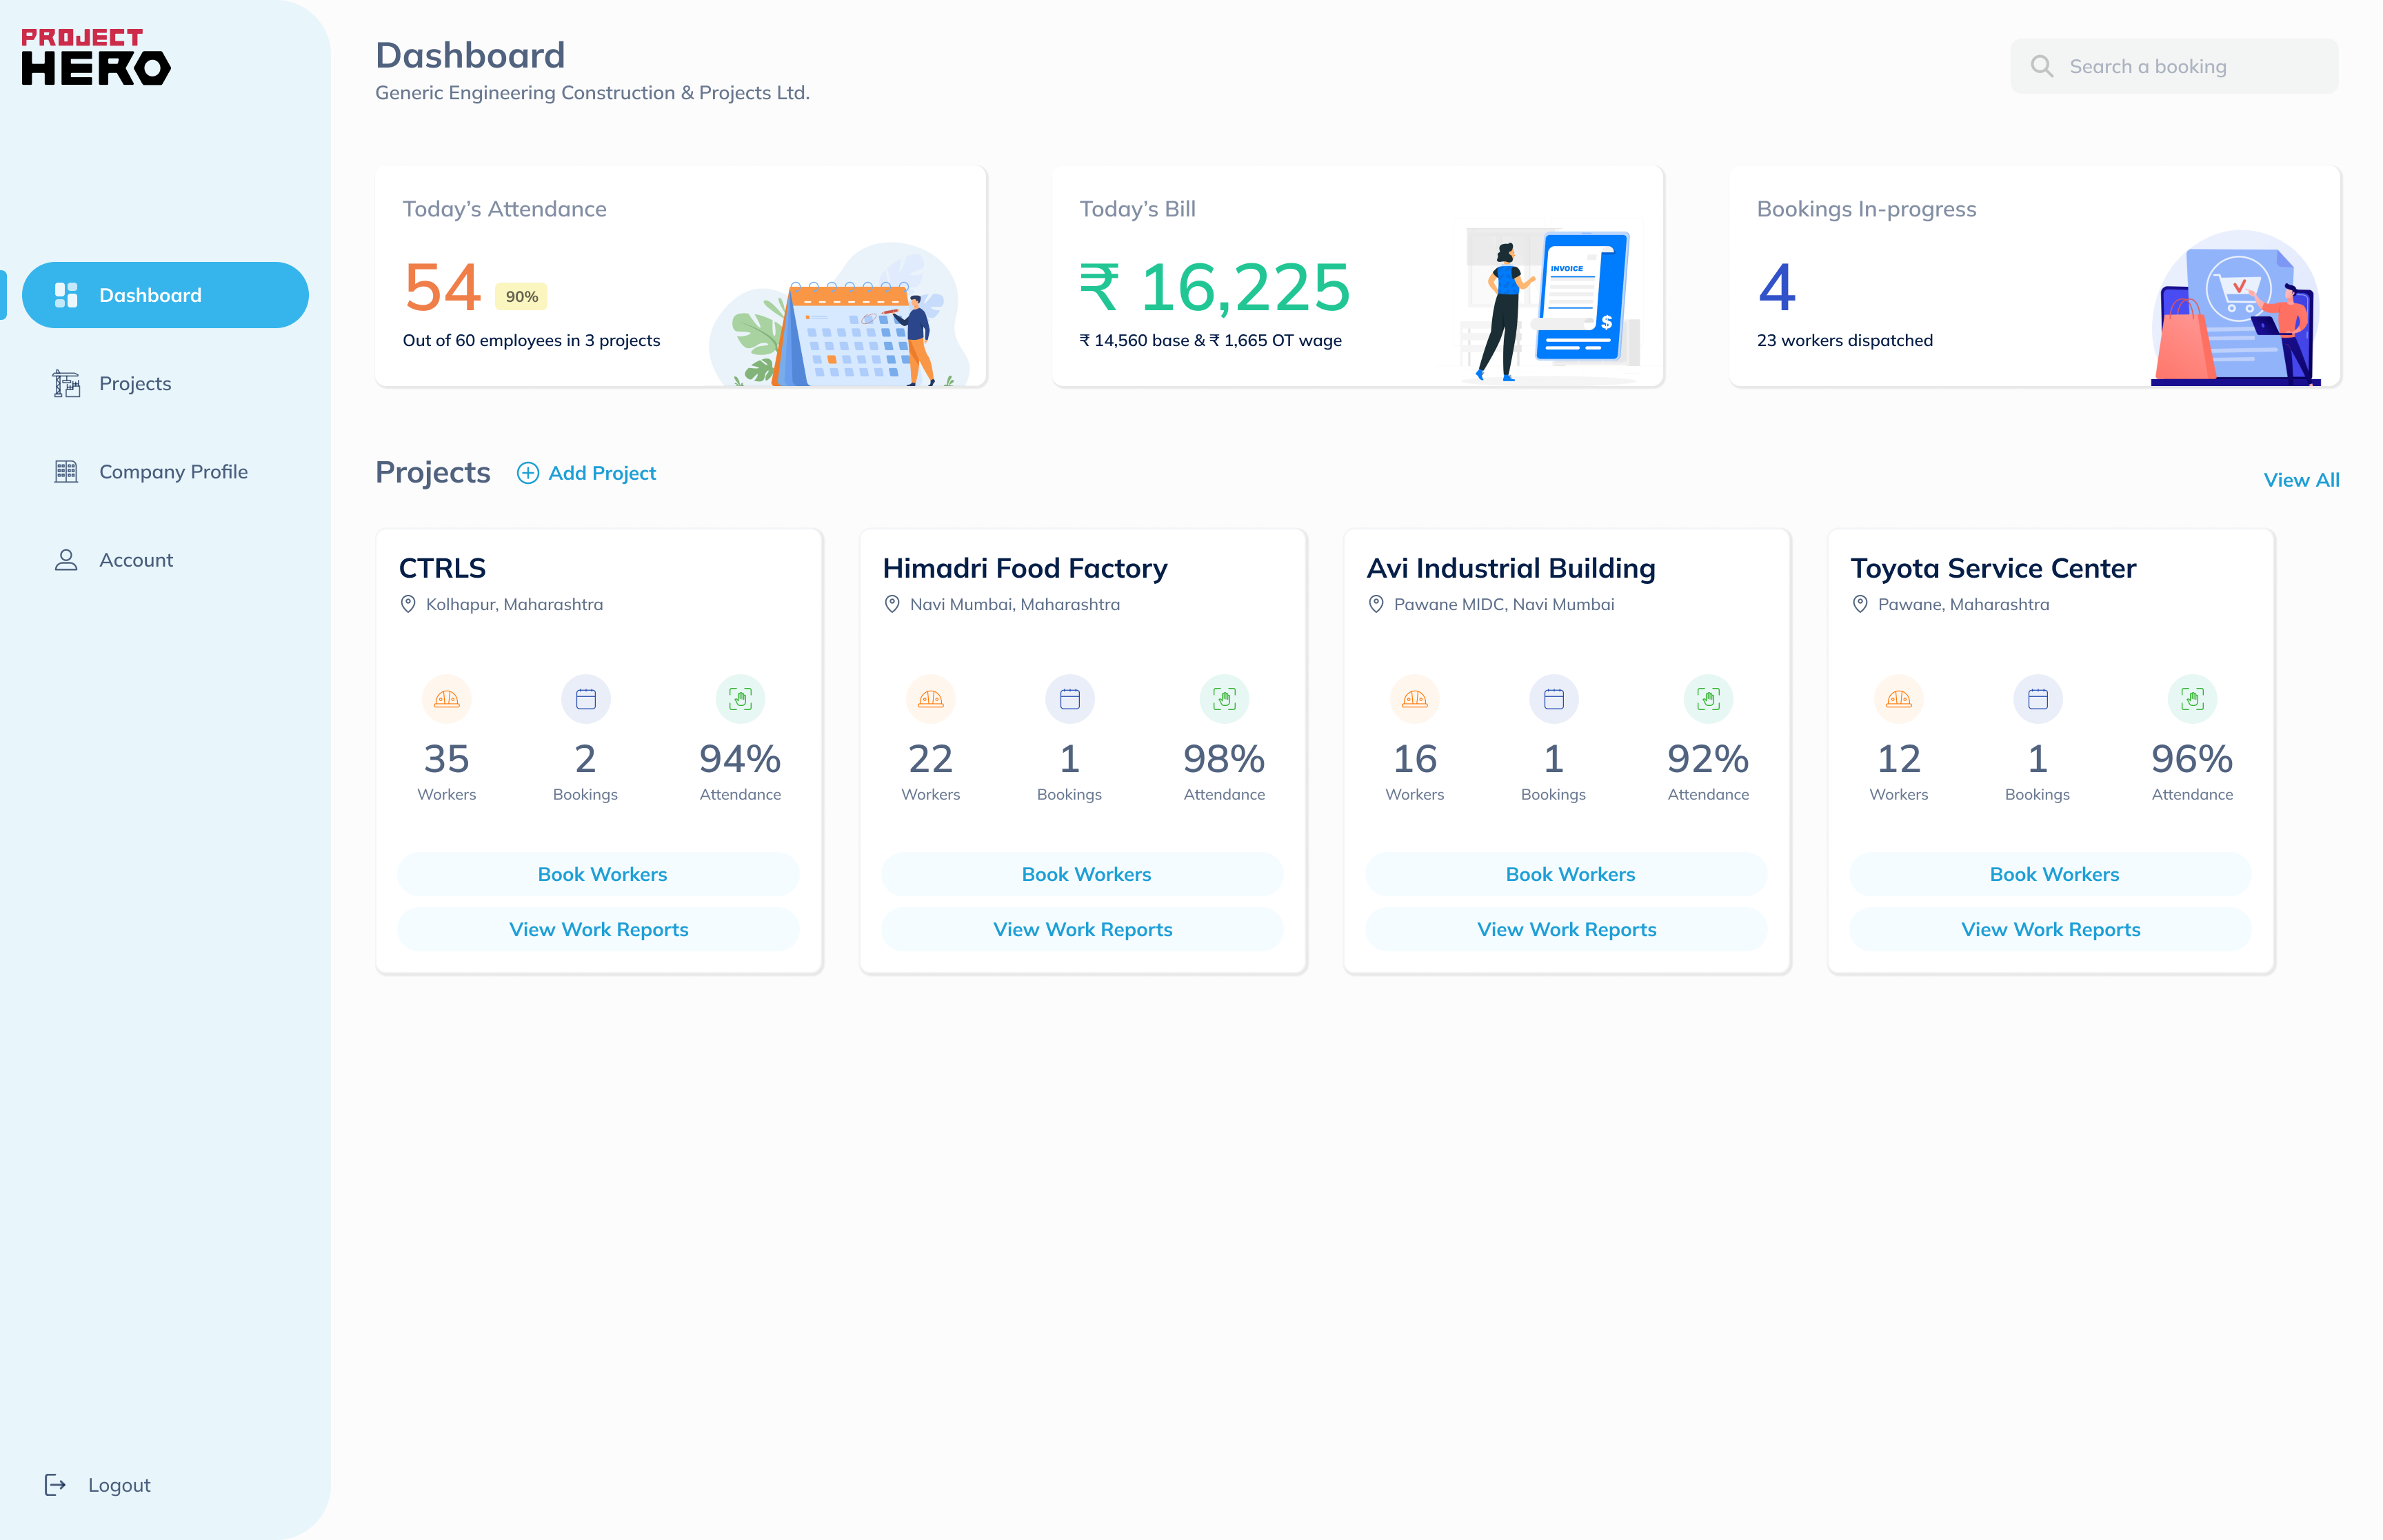 PROJECT
HERO
Dashboard
Projects
Company Profile
Account
Logout
Dashboard
Generic Engineering Construction & Projects Ltd.
Search a booking
Today’s Attendance
54 90%
Out of 60 employees in 3 projects
Today’s Bill
₹ 16,225
₹ 14,560 base & ₹ 1,665 OT wage
INVOICE
$
Bookings In-progress
4
23 workers dispatched
Projects
Add Project
View All
CTRLS
Kolhapur, Maharashtra
35 2 94%
Workers Bookings Attendance
Book Workers
View Work Reports
Himadri Food Factory
Navi Mumbai, Maharashtra
22 1 98%
Workers Bookings Attendance
Book Workers
View Work Reports
Avi Industrial Building
Pawane MIDC, Navi Mumbai
16 1 92%
Workers Bookings Attendance
Book Workers
View Work Reports
Toyota Service Center
Pawane, Maharashtra
12 1 96%
Workers Bookings Attendance
Book Workers
View Work Reports